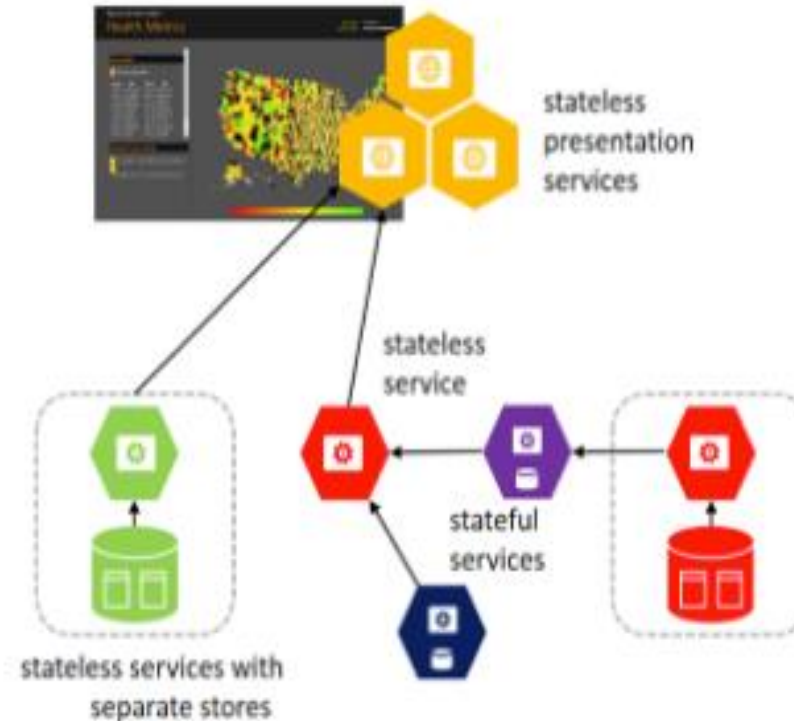 Health Metrics
stateless
presentation
services
stateless
service
stateful
services
stateless services with
separate stores